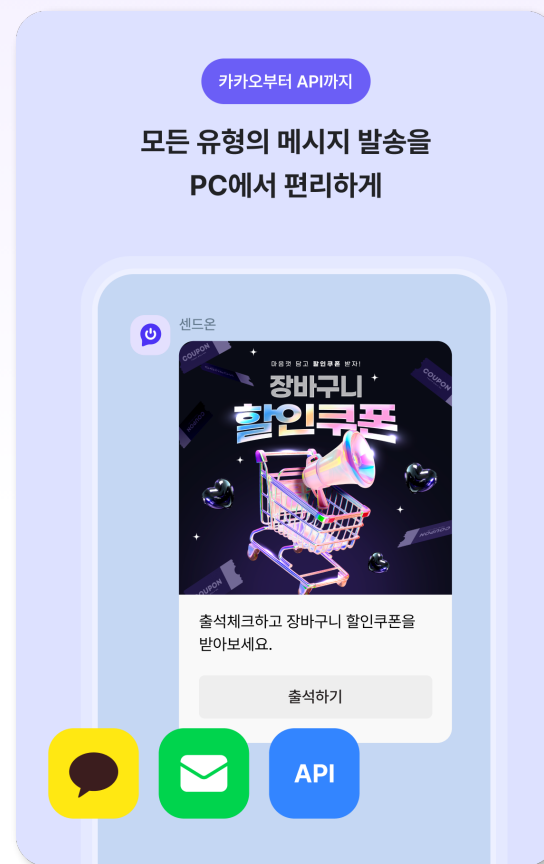 카카오부터 API까지
모든 유형의 메시지 발송을
PC에서 편리하게
센드온
COUPON
마음껏 담고 할인쿠폰 받자!
장바구니
할인쿠폰
COUPON
COUPON
출석체크하고 장바구니 할인쿠폰을
받아보세요.
출석하기
API